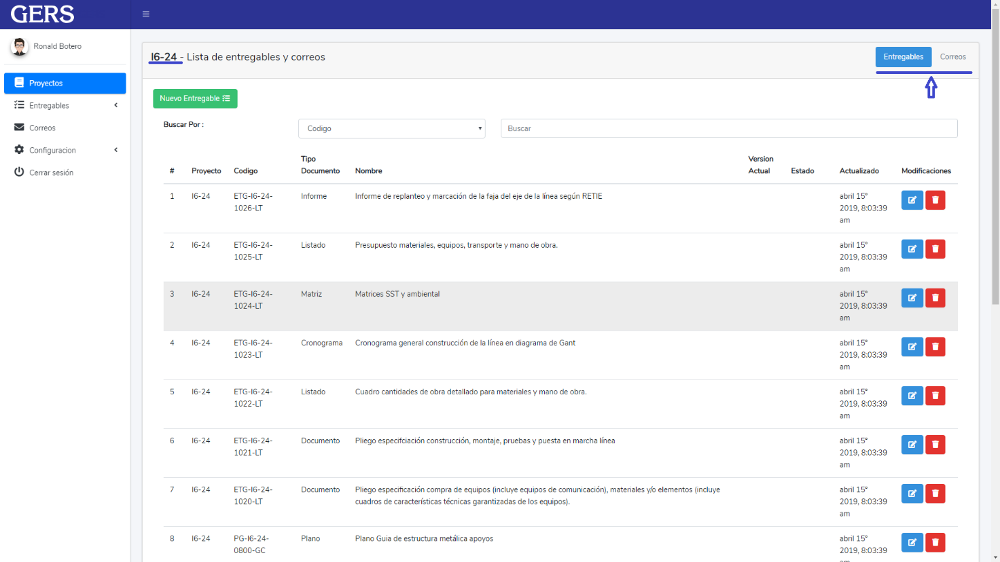 GERS
Ronald Botero
Proyectos
Entregables
Correos
Configuracion
Cerrar sesión
I6-24 - Lista de entregables y correos
Entregables Correos
Nuevo Entregable
Buscar Por :
Codigo
Buscar
# Proyecto Codigo Tipo Documento Nombre Version Actual Estado Actualizado Modificaciones
1 I6-24 ETG-I6-24-
1026-LT
Informe
Informe de replanteo y marcación de la faja del eje de la línea según RETIE
abril 15º
2019, 8:03:39
am
2 I6-24 ETG-I6-24-
1025-LT
Listado
Presupuesto materiales, equipos, transporte y mano de obra.
abril 15º
2019, 8:03:39
am
3 I6-24 ETG-I6-24-
1024-LT
Matriz
Matrices SST y ambiental
abril 15º
2019, 8:03:39
am
4 I6-24 ETG-I6-24-
1023-LT
Cronograma
Cronograma general construcción de la línea en diagrama de Gant
abril 15º
2019, 8:03:39
am
5 I6-24 ETG-I6-24-
1022-LT
Listado
Cuadro cantidades de obra detallado para materiales y mano de obra.
abril 15º
2019, 8:03:39
am
6 I6-24 ETG-I6-24-
1021-LT
Documento
Pliego especifciación construcción, montaje, pruebas y puesta en marcha línea
abril 15º
2019, 8:03:39
am
7 I6-24 ETG-I6-24-
1020-LT
Documento
Pliego especificación compra de equipos (incluye equipos de comunicación), materiales y/o elementos (incluye
cuadros de características técnicas garantizadas de los equipos).
abril 15º
2019, 8:03:39
am
8 I6-24 PG-I6-24-
0800-GC
Plano
Plano Guia de estructura metálica apoyos
abril 15º
2019, 8:03:39